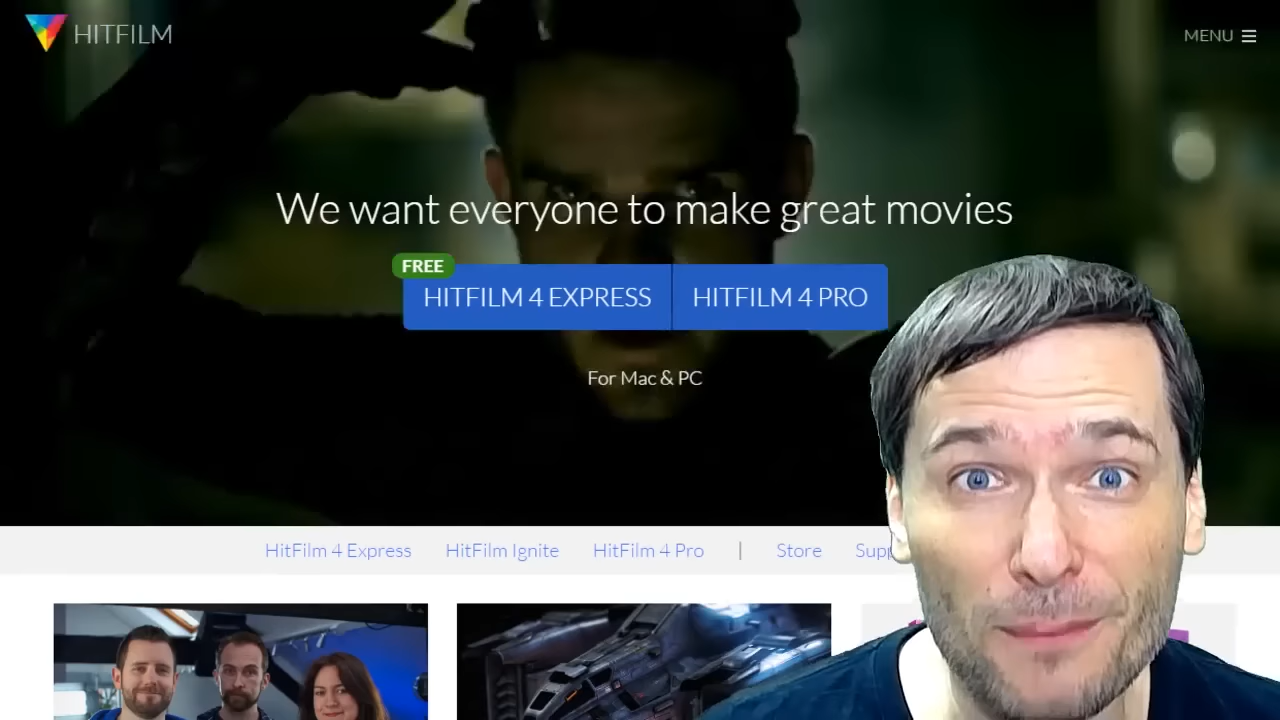 HITFILM
MENU
We want everyone to make great movies
FREE
HITFILM 4 EXPRESS
HITFILM 4 PRO
For Mac & PC
HitFilm 4 Express HitFilm Ignite HitFilm 4 Pro | Store